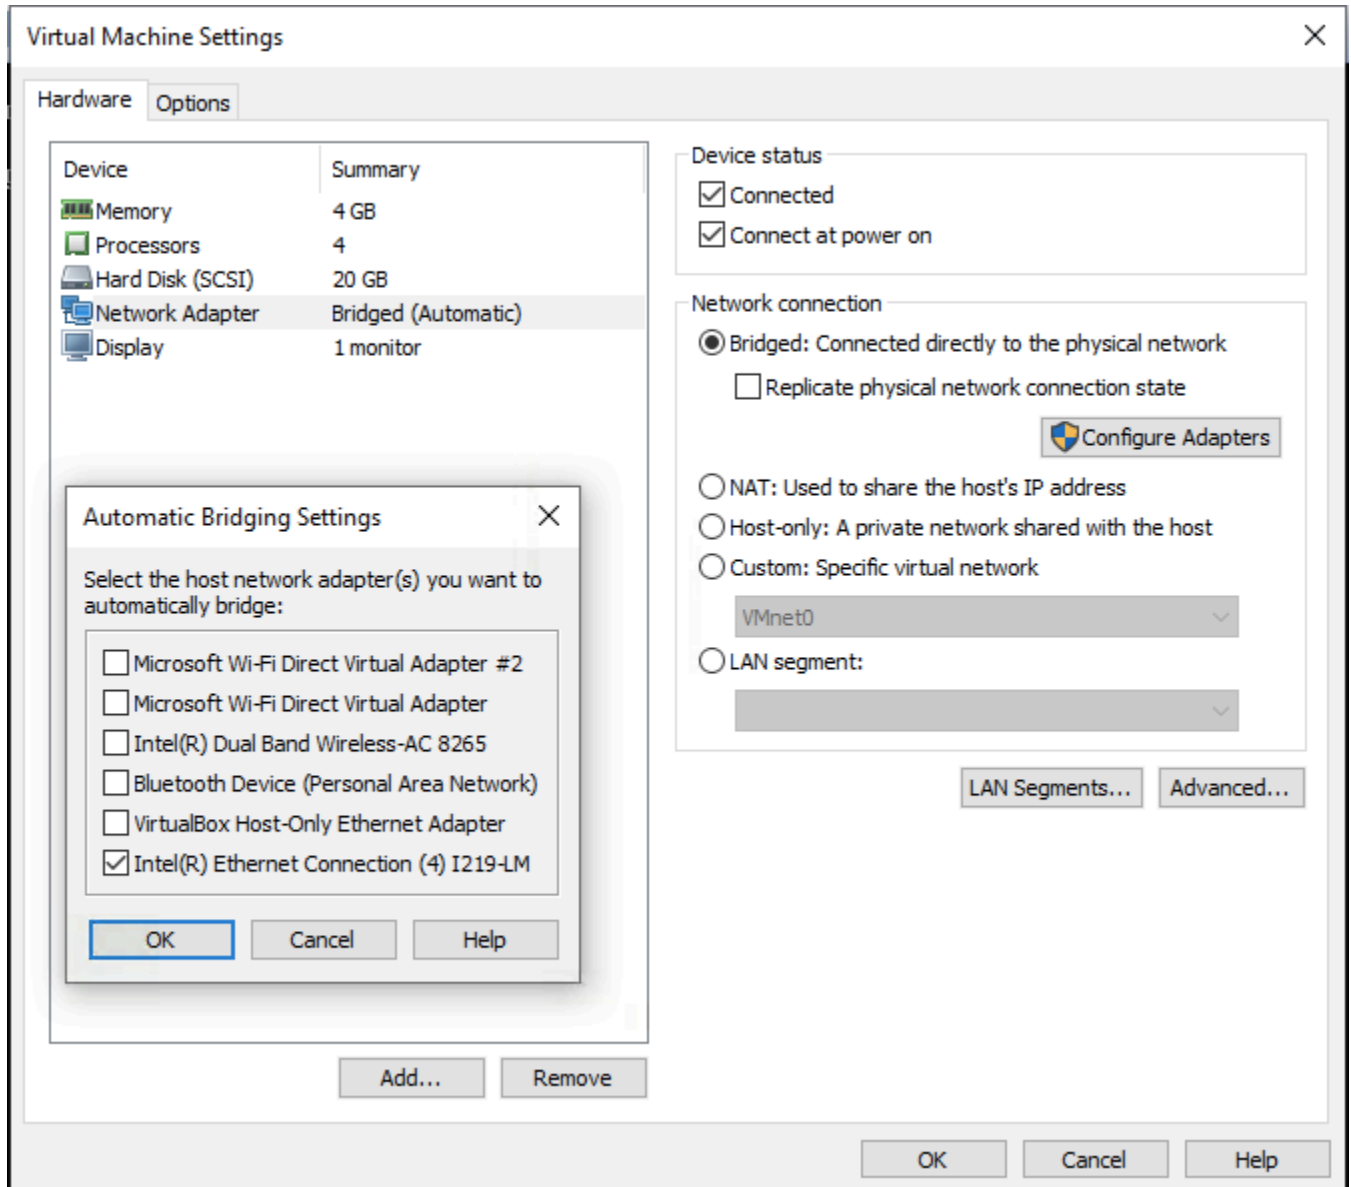 Virtual Machine Settings
Hardware
Options
Device Summary
Memory 4 GB
Processors 4
Hard Disk (SCSI) 20 GB
Network Adapter Bridged (Automatic)
Display 1 monitor
Automatic Bridging Settings
Select the host network adapter(s) you want to
automatically bridge:
Microsoft Wi-Fi Direct Virtual Adapter #2
Microsoft Wi-Fi Direct Virtual Adapter
Intel(R) Dual Band Wireless-AC 8265
Bluetooth Device (Personal Area Network)
VirtualBox Host-Only Ethernet Adapter
Intel(R) Ethernet Connection (4) I219-LM
OK Cancel Help
Add... Remove
Device status
Connected
Connect at power on
Network connection
Bridged: Connected directly to the physical network
Replicate physical network connection state
Configure Adapters
NAT: Used to share the host's IP address
Host-only: A private network shared with the host
Custom: Specific virtual network
VMnet0
LAN segment:
LAN Segments... Advanced...
OK Cancel Help